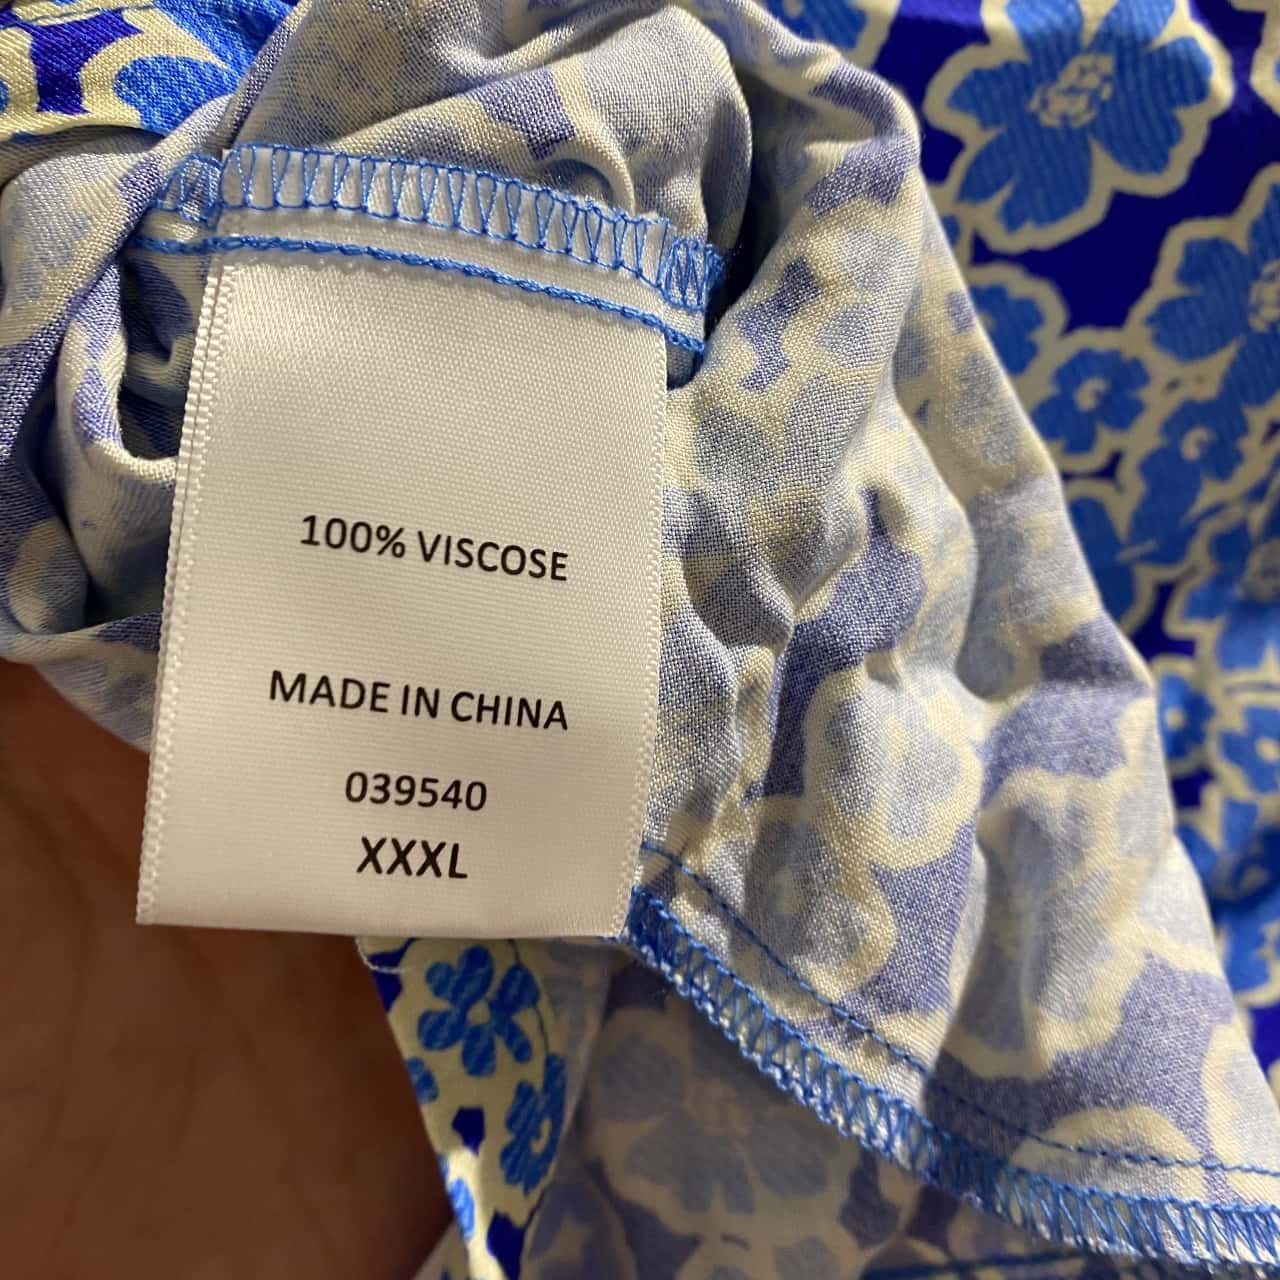 100% VISCOSE
MADE IN CHINA
039540
XXXL